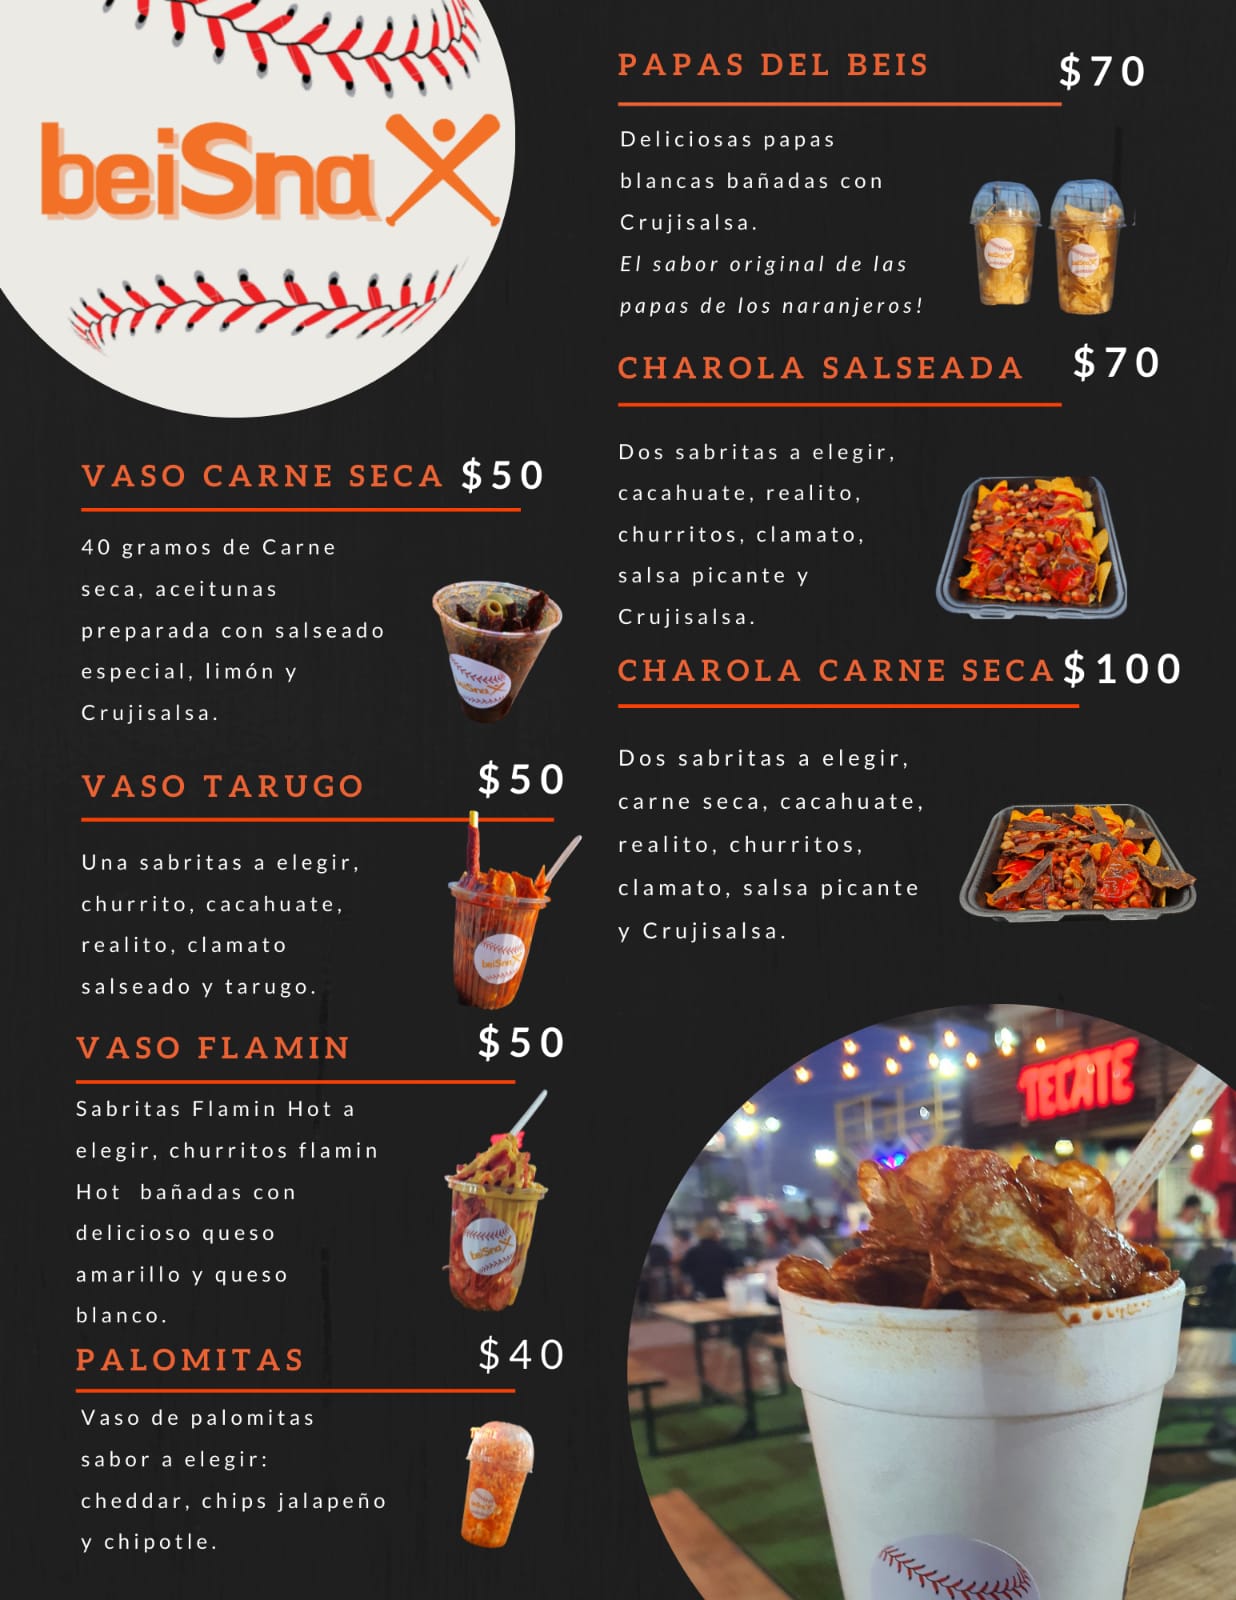 beiSnaX
VASO CARNE SECA $50
40 gramos de Carne
seca, aceitunas
preparada con salseado
especial, limón y
Crujisalsa.
VASO TARUGO $50
Una sabritas a elegir,
churrito, cacahuate,
realito, clamato
salseado y tarugo.
VASO FLAMIN $50
Sabritas Flamin Hot a
elegir, churritos flamin
Hot bañadas con
delicioso queso
amarillo y queso
blanco.
PALOMITAS $40
Vaso de palomitas
sabor a elegir:
cheddar, chips jalapeño
y chipotle.
PAPAS DEL BEIS $70
Deliciosas papas
blancas bañadas con
Crujisalsa.
El sabor original de las
papas de los naranjeros!
CHAROLA SALSEADA $70
Dos sabritas a elegir,
cacahuate, realito,
churritos, clamato,
salsa picante y
Crujisalsa.
CHAROLA CARNE SECA $100
Dos sabritas a elegir,
carne seca, cacahuate,
realito, churritos,
clamato, salsa picante
y Crujisalsa.
TECATE
beiSnaX
beiSnaX
beiSnaX